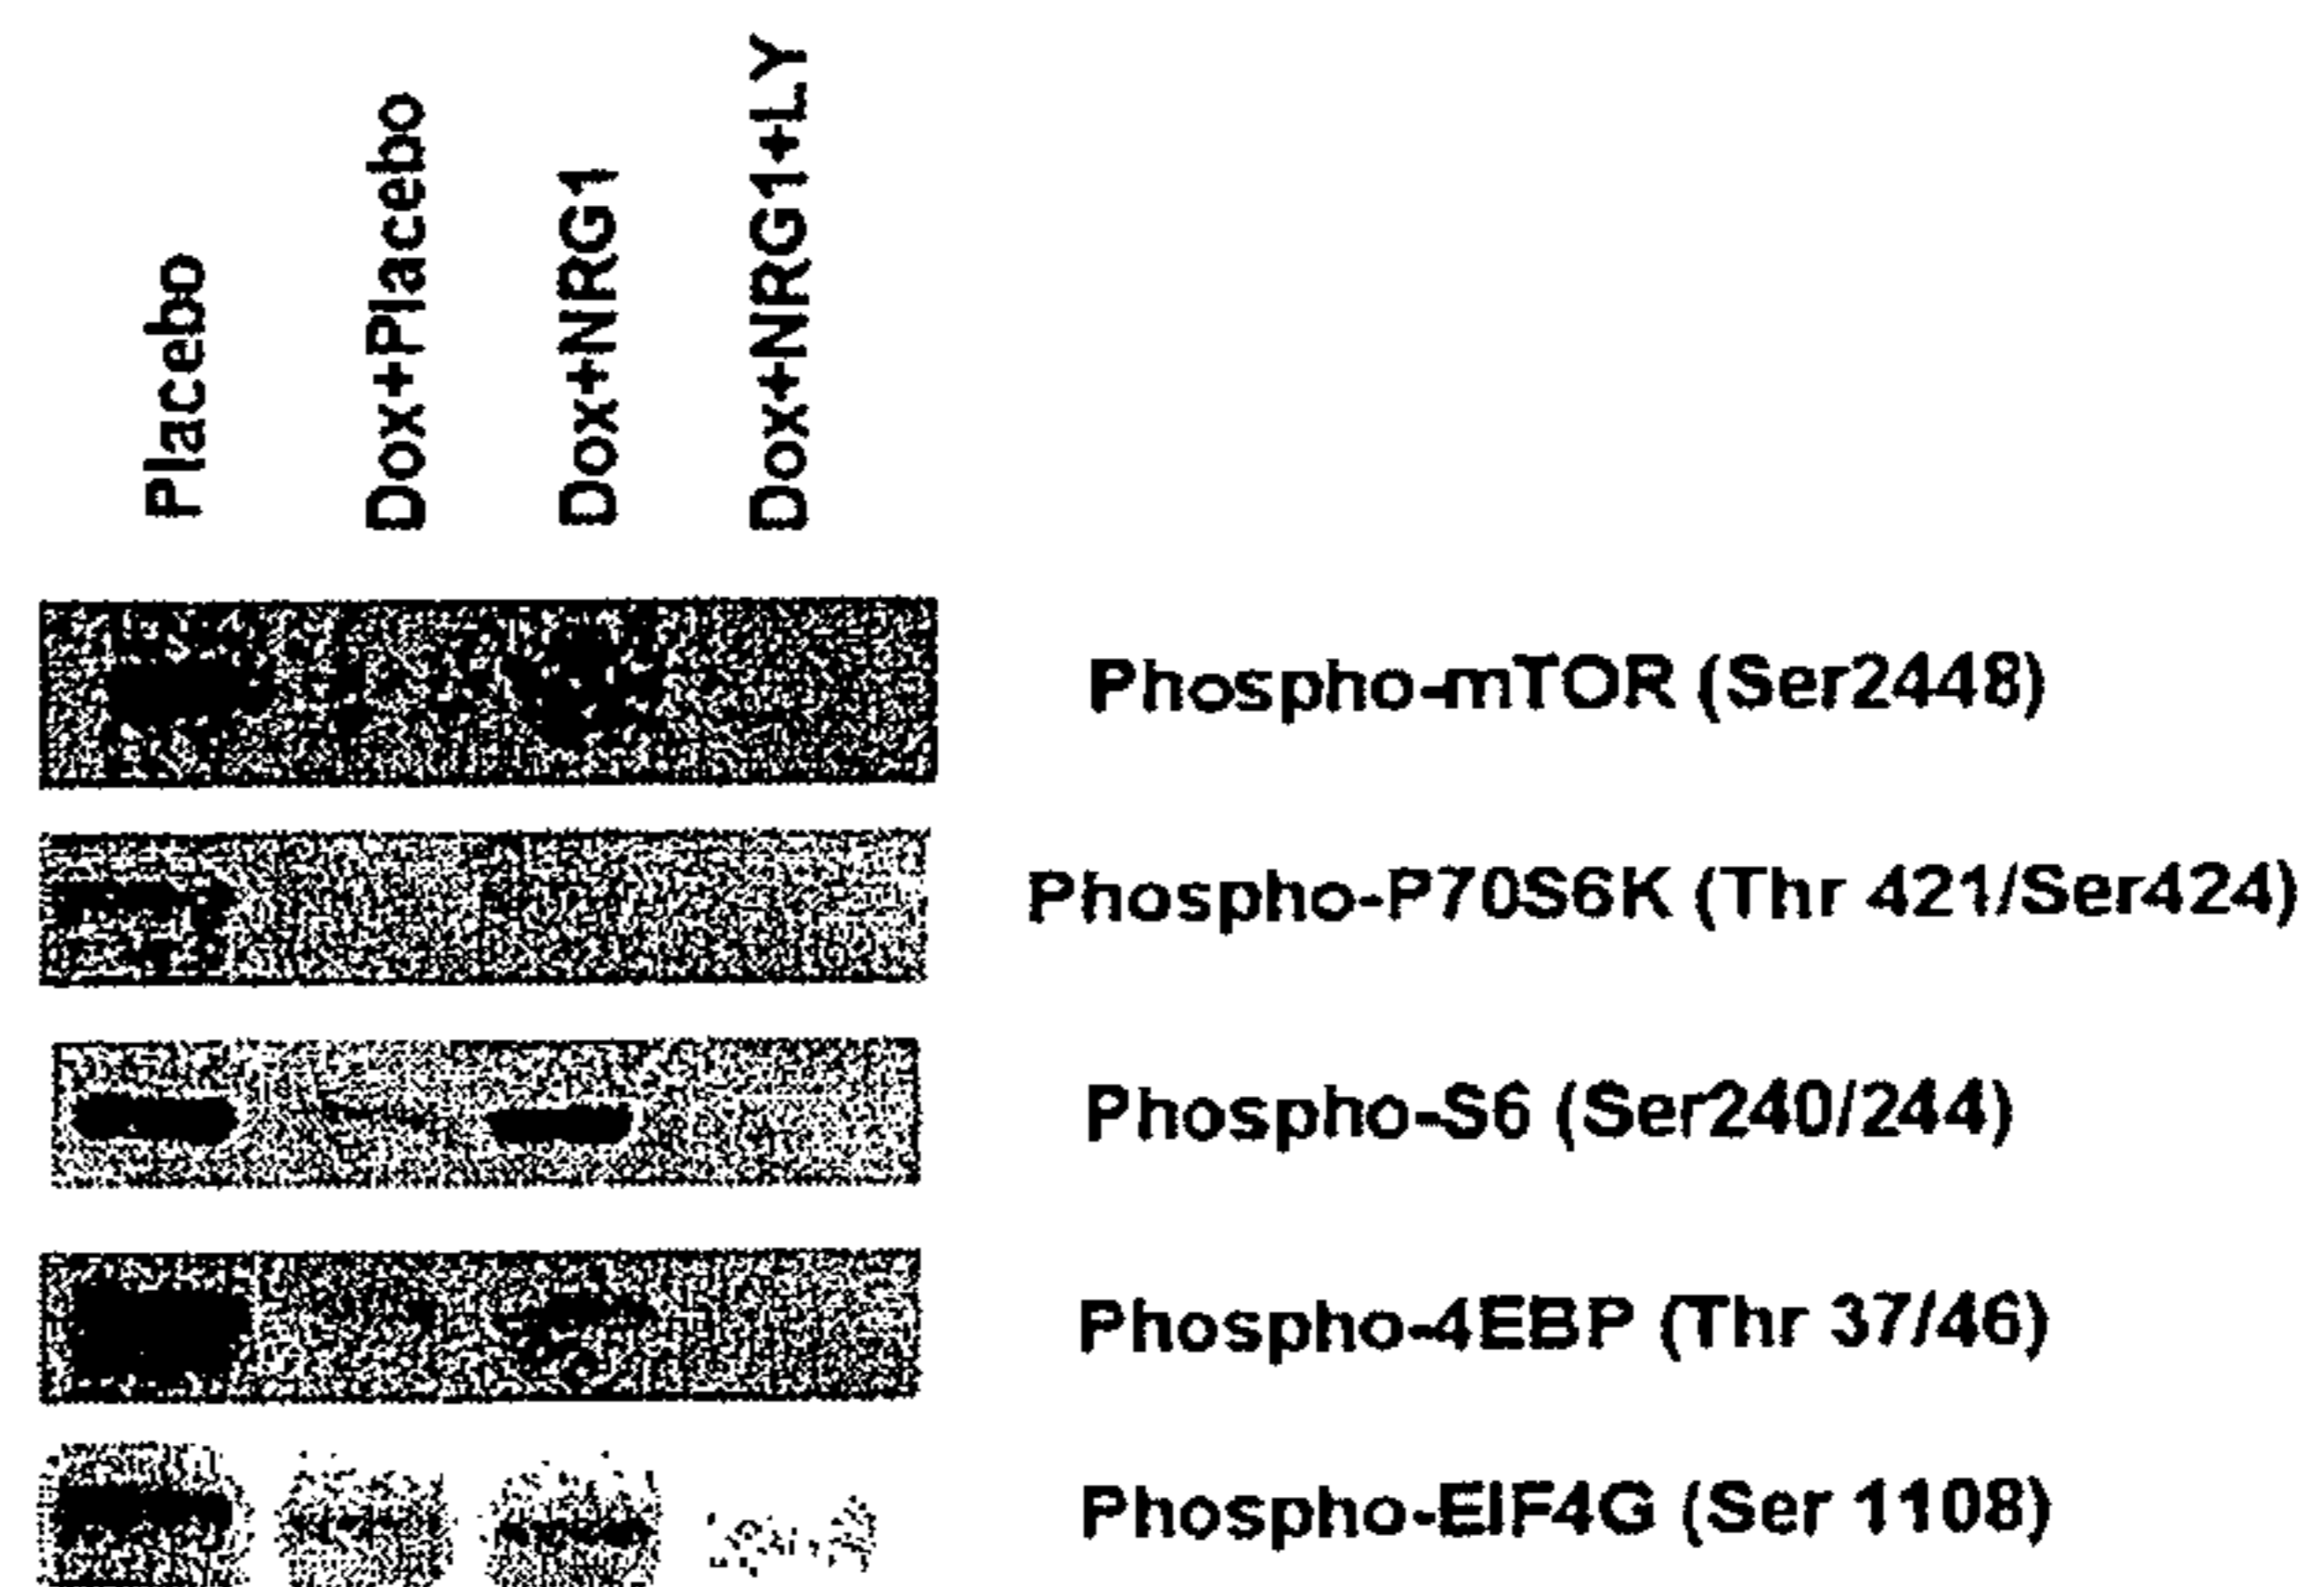 Placebo
Dox+Placebo
Dox+NRG1
Dox+NRG1+LY
Phospho-mTOR (Ser2448)
Phospho-P70S6K (Thr 421/Ser424)
Phospho-S6 (Ser240/244)
Phospho-4EBP (Thr 37/46)
Phospho-EIF4G (Ser 1108)